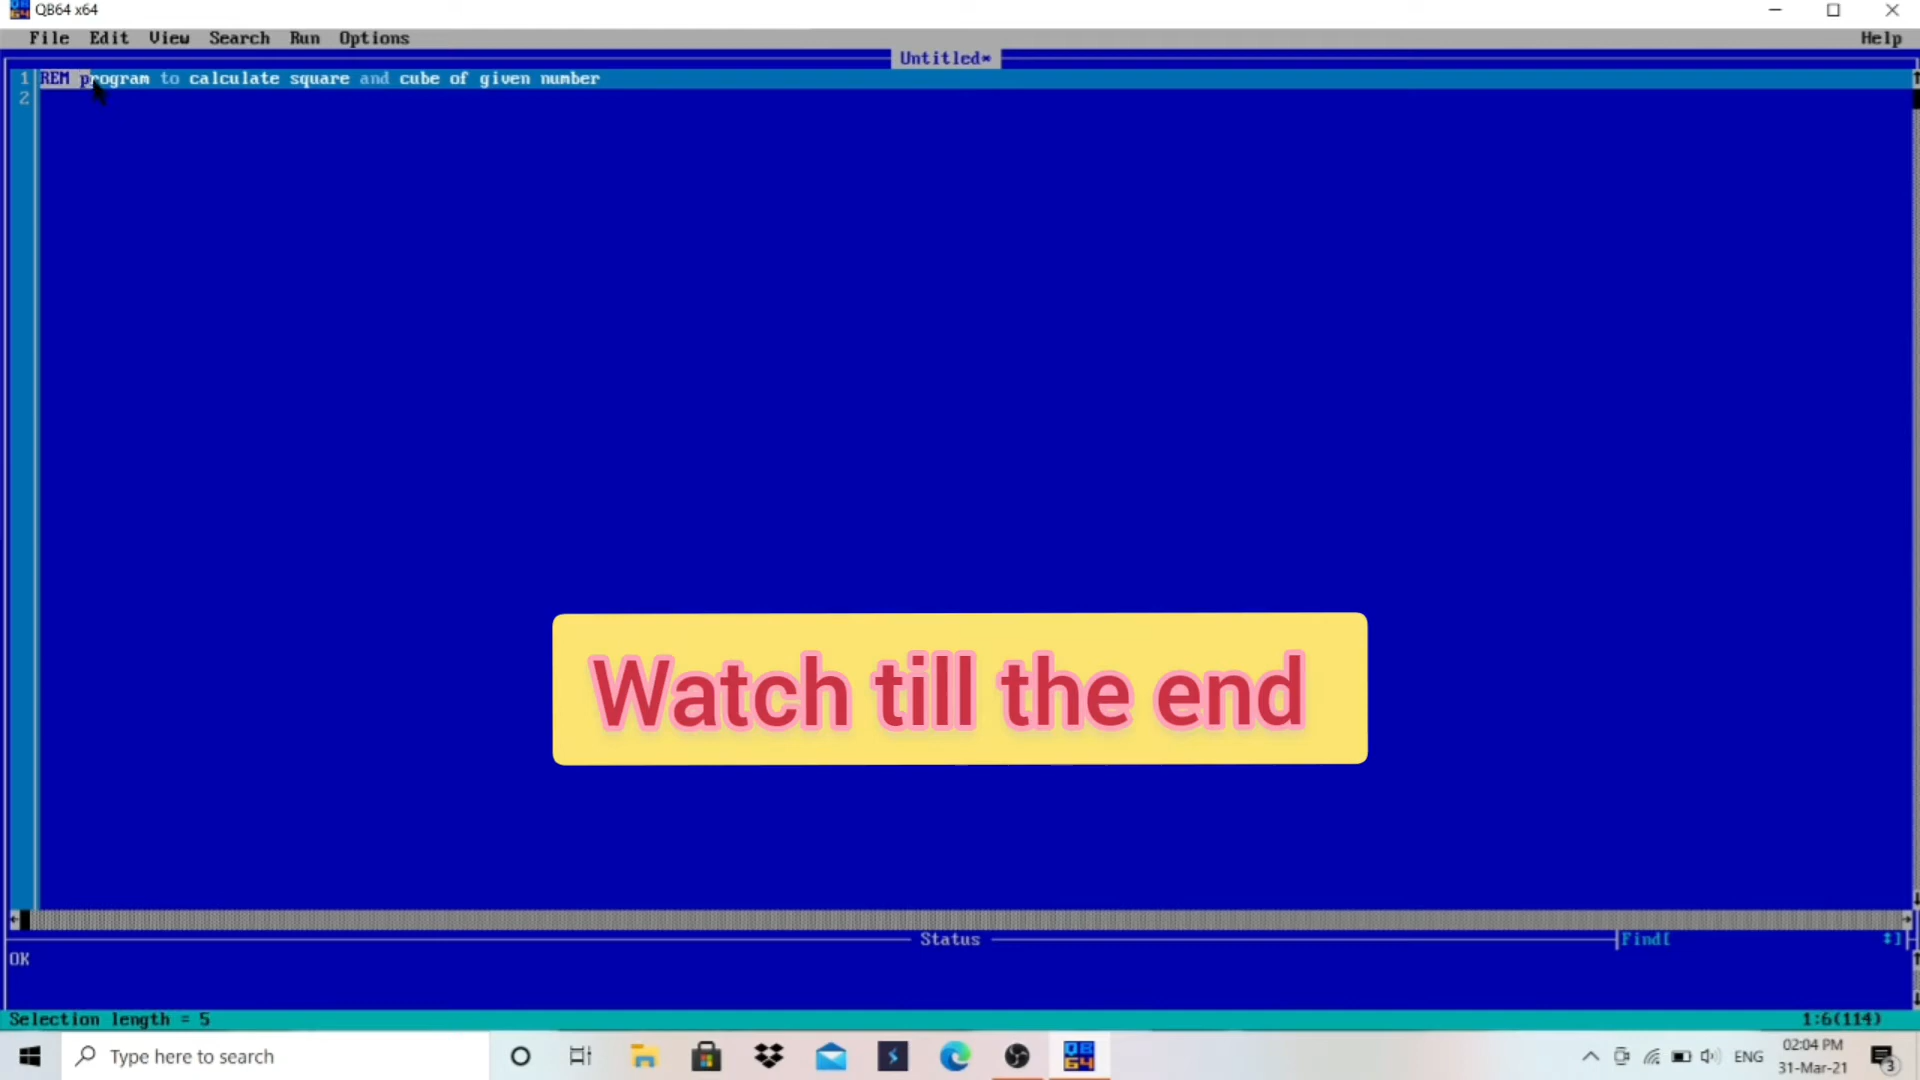 QB64 x64
File Edit View Search Run Options Help
Untitled*
1 REM program to calculate square and cube of given number
2
Watch till the end
Status
Find[ ]
OK
Selection length = 5 1:6(114)
Type here to search
QB64
ENG
02:04 PM
31-Mar-21
3